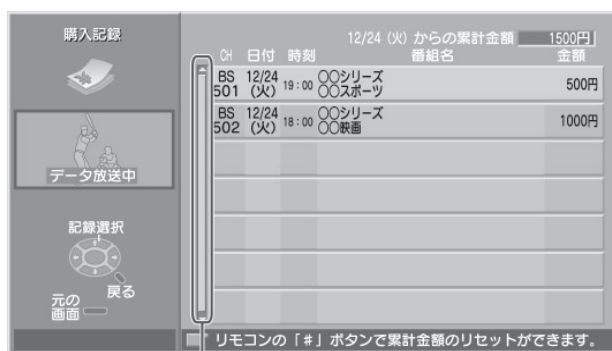 購入記録
12/24 (火) からの累計金額 1500円
CH 日付 時刻 番組名 金額
BS 501 12/24 (火) 19:00 〇〇シリーズ 〇〇スポーツ 500円
BS 502 12/24 (火) 18:00 〇〇シリーズ 〇〇映画 1000円
データ放送中
記録選択
戻る
元の画面
リモコンの「#」ボタンで累計金額のリセットができます。